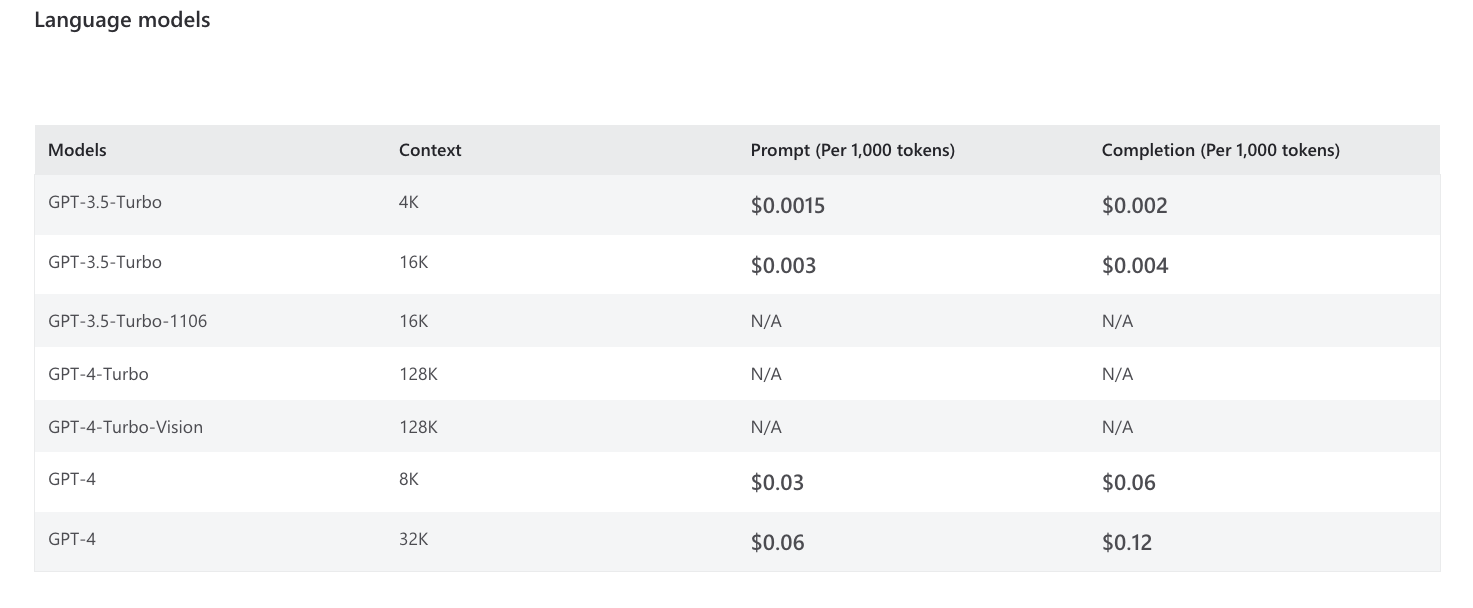 Language models
Models Context Prompt (Per 1,000 tokens) Completion (Per 1,000 tokens)
GPT-3.5-Turbo 4K $0.0015 $0.002
GPT-3.5-Turbo 16K $0.003 $0.004
GPT-3.5-Turbo-1106 16K N/A N/A
GPT-4-Turbo 128K N/A N/A
GPT-4-Turbo-Vision 128K N/A N/A
GPT-4 8K $0.03 $0.06
GPT-4 32K $0.06 $0.12